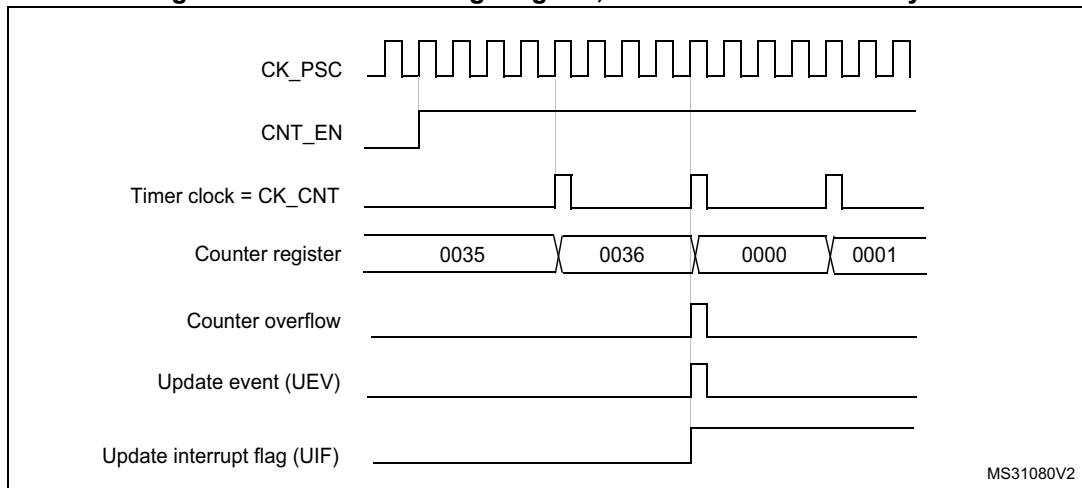 CK_PSC
CNT_EN
Timer clock = CK_CNT
Counter register 0035 0036 0000 0001
Counter overflow
Update event (UEV)
Update interrupt flag (UIF)
MS31080V2